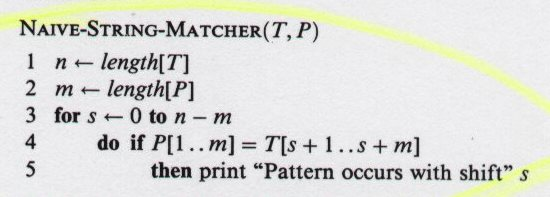 NAIVE-STRING-MATCHER(T, P)
1 n ← length[T]
2 m ← length[P]
3 for s ← 0 to n − m
4 do if P[1..m] = T[s + 1..s + m]
5 then print “Pattern occurs with shift” s